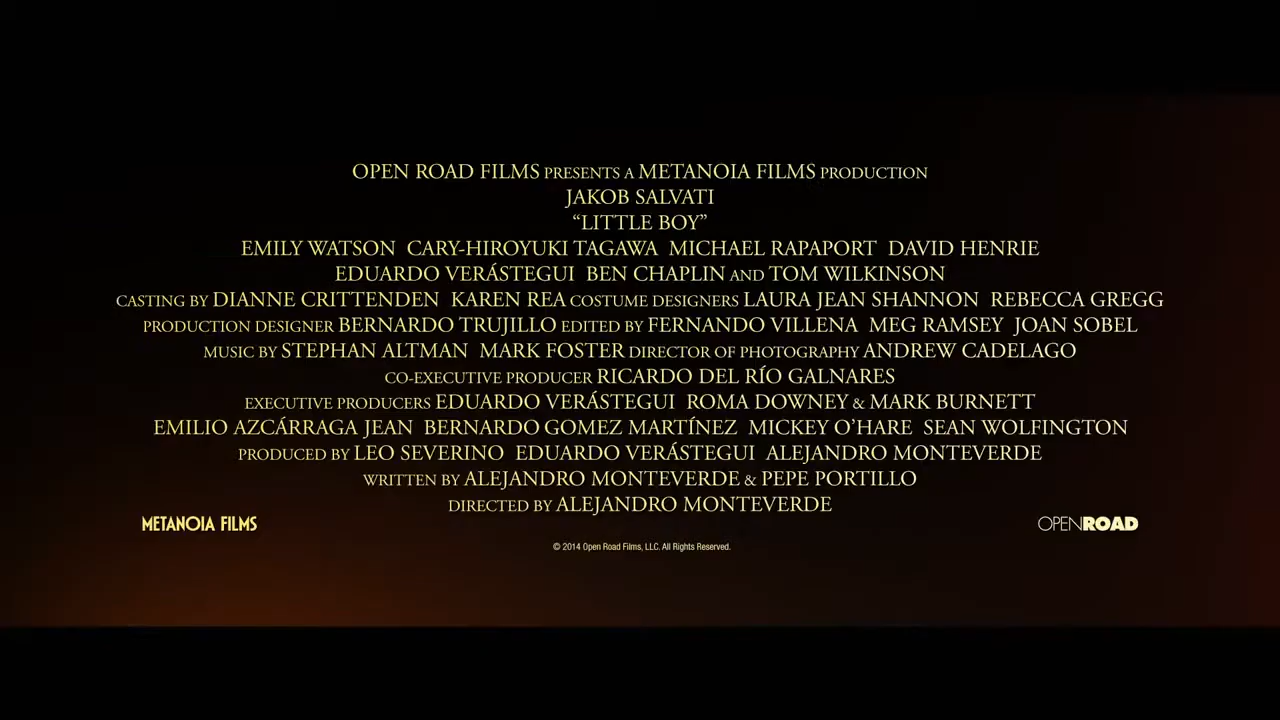 OPEN ROAD FILMS PRESENTS A METANOIA FILMS PRODUCTION
JAKOB SALVATI
“LITTLE BOY”
EMILY WATSON CARY-HIROYUKI TAGAWA MICHAEL RAPAPORT DAVID HENRIE
EDUARDO VERÁSTEGUI BEN CHAPLIN AND TOM WILKINSON
CASTING BY DIANNE CRITTENDEN KAREN REA COSTUME DESIGNERS LAURA JEAN SHANNON REBECCA GREGG
PRODUCTION DESIGNER BERNARDO TRUJILLO EDITED BY FERNANDO VILLENA MEG RAMSEY JOAN SOBEL
MUSIC BY STEPHAN ALTMAN MARK FOSTER DIRECTOR OF PHOTOGRAPHY ANDREW CADELAGO
CO-EXECUTIVE PRODUCER RICARDO DEL RÍO GALNARES
EXECUTIVE PRODUCERS EDUARDO VERÁSTEGUI ROMA DOWNEY & MARK BURNETT
EMILIO AZCÁRRAGA JEAN BERNARDO GOMEZ MARTÍNEZ MICKEY O’HARE SEAN WOLFINGTON
PRODUCED BY LEO SEVERINO EDUARDO VERÁSTEGUI ALEJANDRO MONTEVERDE
WRITTEN BY ALEJANDRO MONTEVERDE & PEPE PORTILLO
DIRECTED BY ALEJANDRO MONTEVERDE
METANOIA FILMS
OPENROAD
© 2014 Open Road Films, LLC. All Rights Reserved.